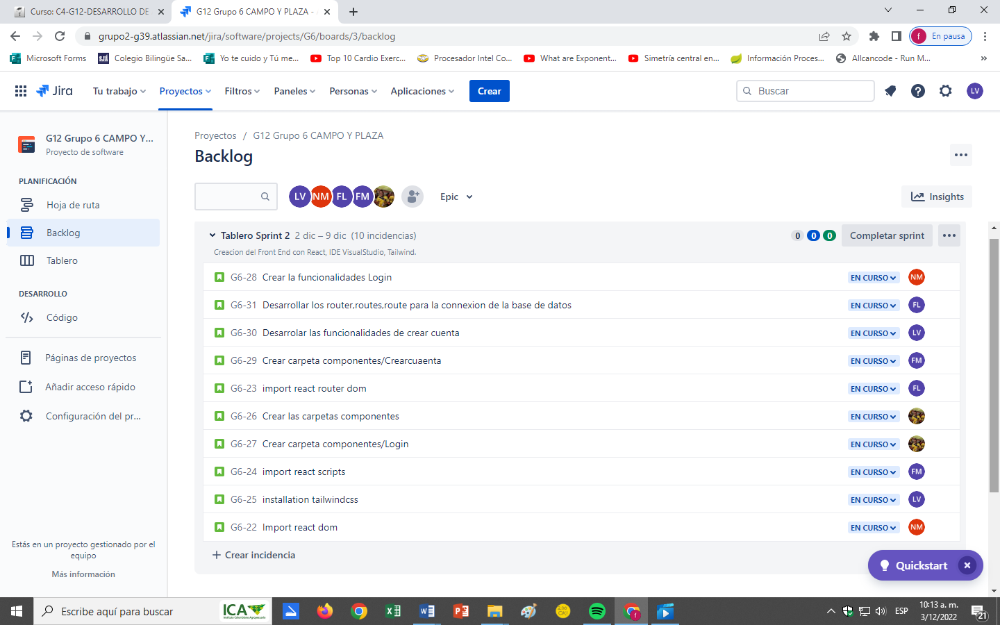 Curso: C4-G12-DESARROLLO DE
G12 Grupo 6 CAMPO Y PLAZA -
grupo2-g39.atlassian.net/jira/software/projects/G6/boards/3/backlog
f En pausa
Microsoft Forms
Colegio Bilingüe Sa...
Yo te cuido y Tú me...
Top 10 Cardio Exerc...
Procesador Intel Co...
What are Exponent...
Simetría central en...
Información Proces...
Allcancode - Run M...
»
Jira
Tu trabajo
Proyectos
Filtros
Paneles
Personas
Aplicaciones
Crear
Buscar
LV
G12 Grupo 6 CAMPO Y...
Proyecto de software
PLANIFICACIÓN
Hoja de ruta
Backlog
Tablero
DESARROLLO
Código
Páginas de proyectos
Añadir acceso rápido
Configuración del pr...
Estás en un proyecto gestionado por el
equipo
Más información
Proyectos / G12 Grupo 6 CAMPO Y PLAZA
Backlog
LV NM FL FM
Epic
Insights
Tablero Sprint 2 2 dic – 9 dic (10 incidencias)
0 0 0
Completar sprint
Creacion del Front End con React, IDE VisualStudio, Tailwind.
G6-28 Crear la funcionalidades Login EN CURSO NM
G6-31 Desarrollar los router,routes,route para la connexion de la base de datos EN CURSO FL
G6-30 Desarrolar las funcionalidades de crear cuenta EN CURSO LV
G6-29 Crear carpeta componentes/Crearcuaenta EN CURSO FM
G6-23 import react router dom EN CURSO FL
G6-26 Crear las carpetas componentes EN CURSO
G6-27 Crear carpeta componentes/Login EN CURSO
G6-24 import react scripts EN CURSO FM
G6-25 installation tailwindcss EN CURSO LV
G6-22 Import react dom EN CURSO NM
+ Crear incidencia
Quickstart
Escribe aquí para buscar
ICA
ESP
10:13 a. m.
3/12/2022
21